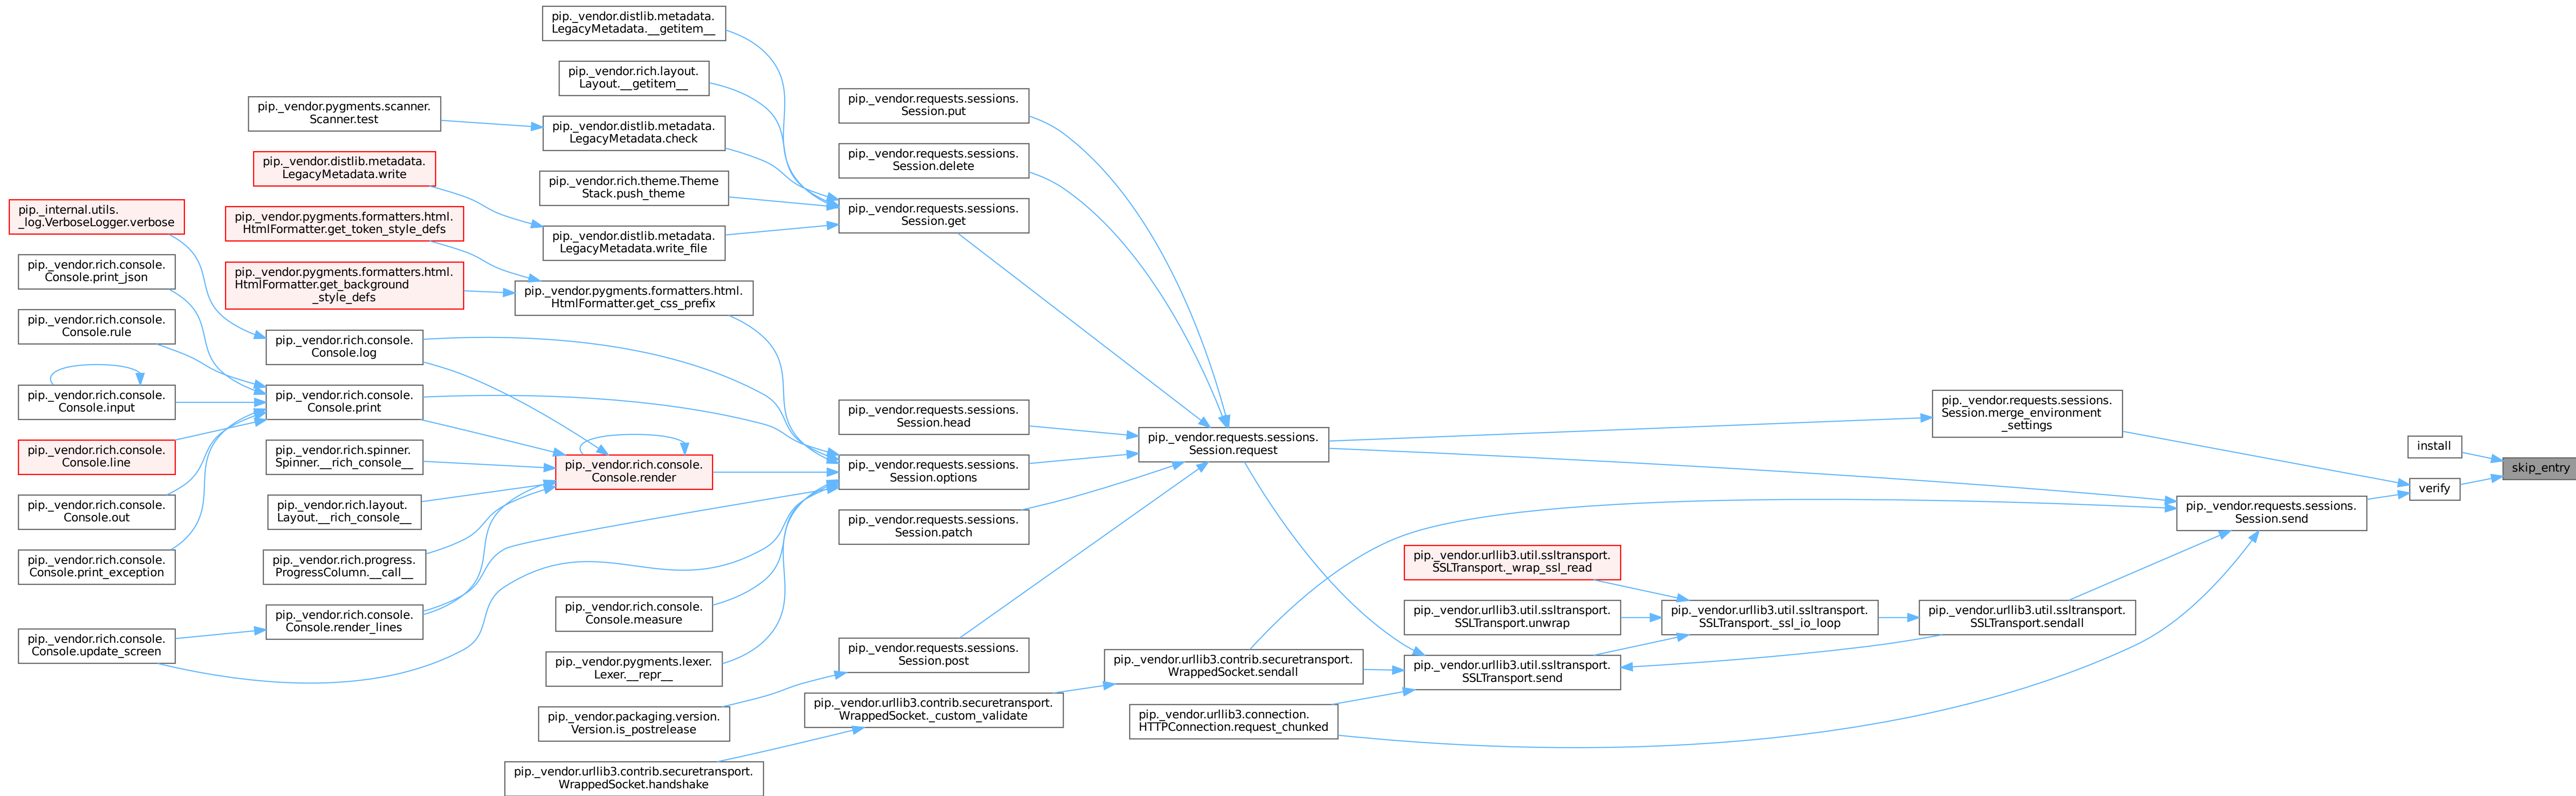 pip._vendor.distlib.metadata.
LegacyMetadata.__getitem__
pip._vendor.rich.layout.
Layout.__getitem__
pip._vendor.pygments.scanner.
Scanner.test
pip._vendor.distlib.metadata.
LegacyMetadata.check
pip._vendor.distlib.metadata.
LegacyMetadata.write
pip._vendor.rich.theme.Theme
Stack.push_theme
pip._internal.utils.
_log.VerboseLogger.verbose
pip._vendor.pygments.formatters.html.
HtmlFormatter.get_token_style_defs
pip._vendor.distlib.metadata.
LegacyMetadata.write_file
pip._vendor.rich.console.
Console.print_json
pip._vendor.pygments.formatters.html.
HtmlFormatter.get_background
_style_defs
pip._vendor.pygments.formatters.html.
HtmlFormatter.get_css_prefix
pip._vendor.rich.console.
Console.rule
pip._vendor.rich.console.
Console.log
pip._vendor.rich.console.
Console.input
pip._vendor.rich.console.
Console.print
pip._vendor.rich.console.
Console.line
pip._vendor.rich.spinner.
Spinner.__rich_console__
pip._vendor.rich.console.
Console.render
pip._vendor.rich.console.
Console.out
pip._vendor.rich.layout.
Layout.__rich_console__
pip._vendor.rich.console.
Console.print_exception
pip._vendor.rich.progress.
ProgressColumn.__call__
pip._vendor.rich.console.
Console.update_screen
pip._vendor.rich.console.
Console.render_lines
pip._vendor.rich.console.
Console.measure
pip._vendor.pygments.lexer.
Lexer.__repr__
pip._vendor.packaging.version.
Version.is_postrelease
pip._vendor.urllib3.contrib.securetransport.
WrappedSocket.handshake
pip._vendor.requests.sessions.
Session.put
pip._vendor.requests.sessions.
Session.delete
pip._vendor.requests.sessions.
Session.get
pip._vendor.requests.sessions.
Session.head
pip._vendor.requests.sessions.
Session.options
pip._vendor.requests.sessions.
Session.patch
pip._vendor.requests.sessions.
Session.post
pip._vendor.urllib3.contrib.securetransport.
WrappedSocket._custom_validate
pip._vendor.requests.sessions.
Session.request
pip._vendor.urllib3.contrib.securetransport.
WrappedSocket.sendall
pip._vendor.urllib3.connection.
HTTPConnection.request_chunked
pip._vendor.urllib3.util.ssltransport.
SSLTransport._wrap_ssl_read
pip._vendor.urllib3.util.ssltransport.
SSLTransport.unwrap
pip._vendor.urllib3.util.ssltransport.
SSLTransport.send
pip._vendor.urllib3.util.ssltransport.
SSLTransport._ssl_io_loop
pip._vendor.urllib3.util.ssltransport.
SSLTransport.sendall
pip._vendor.requests.sessions.
Session.merge_environment
_settings
pip._vendor.requests.sessions.
Session.send
install
verify
skip_entry